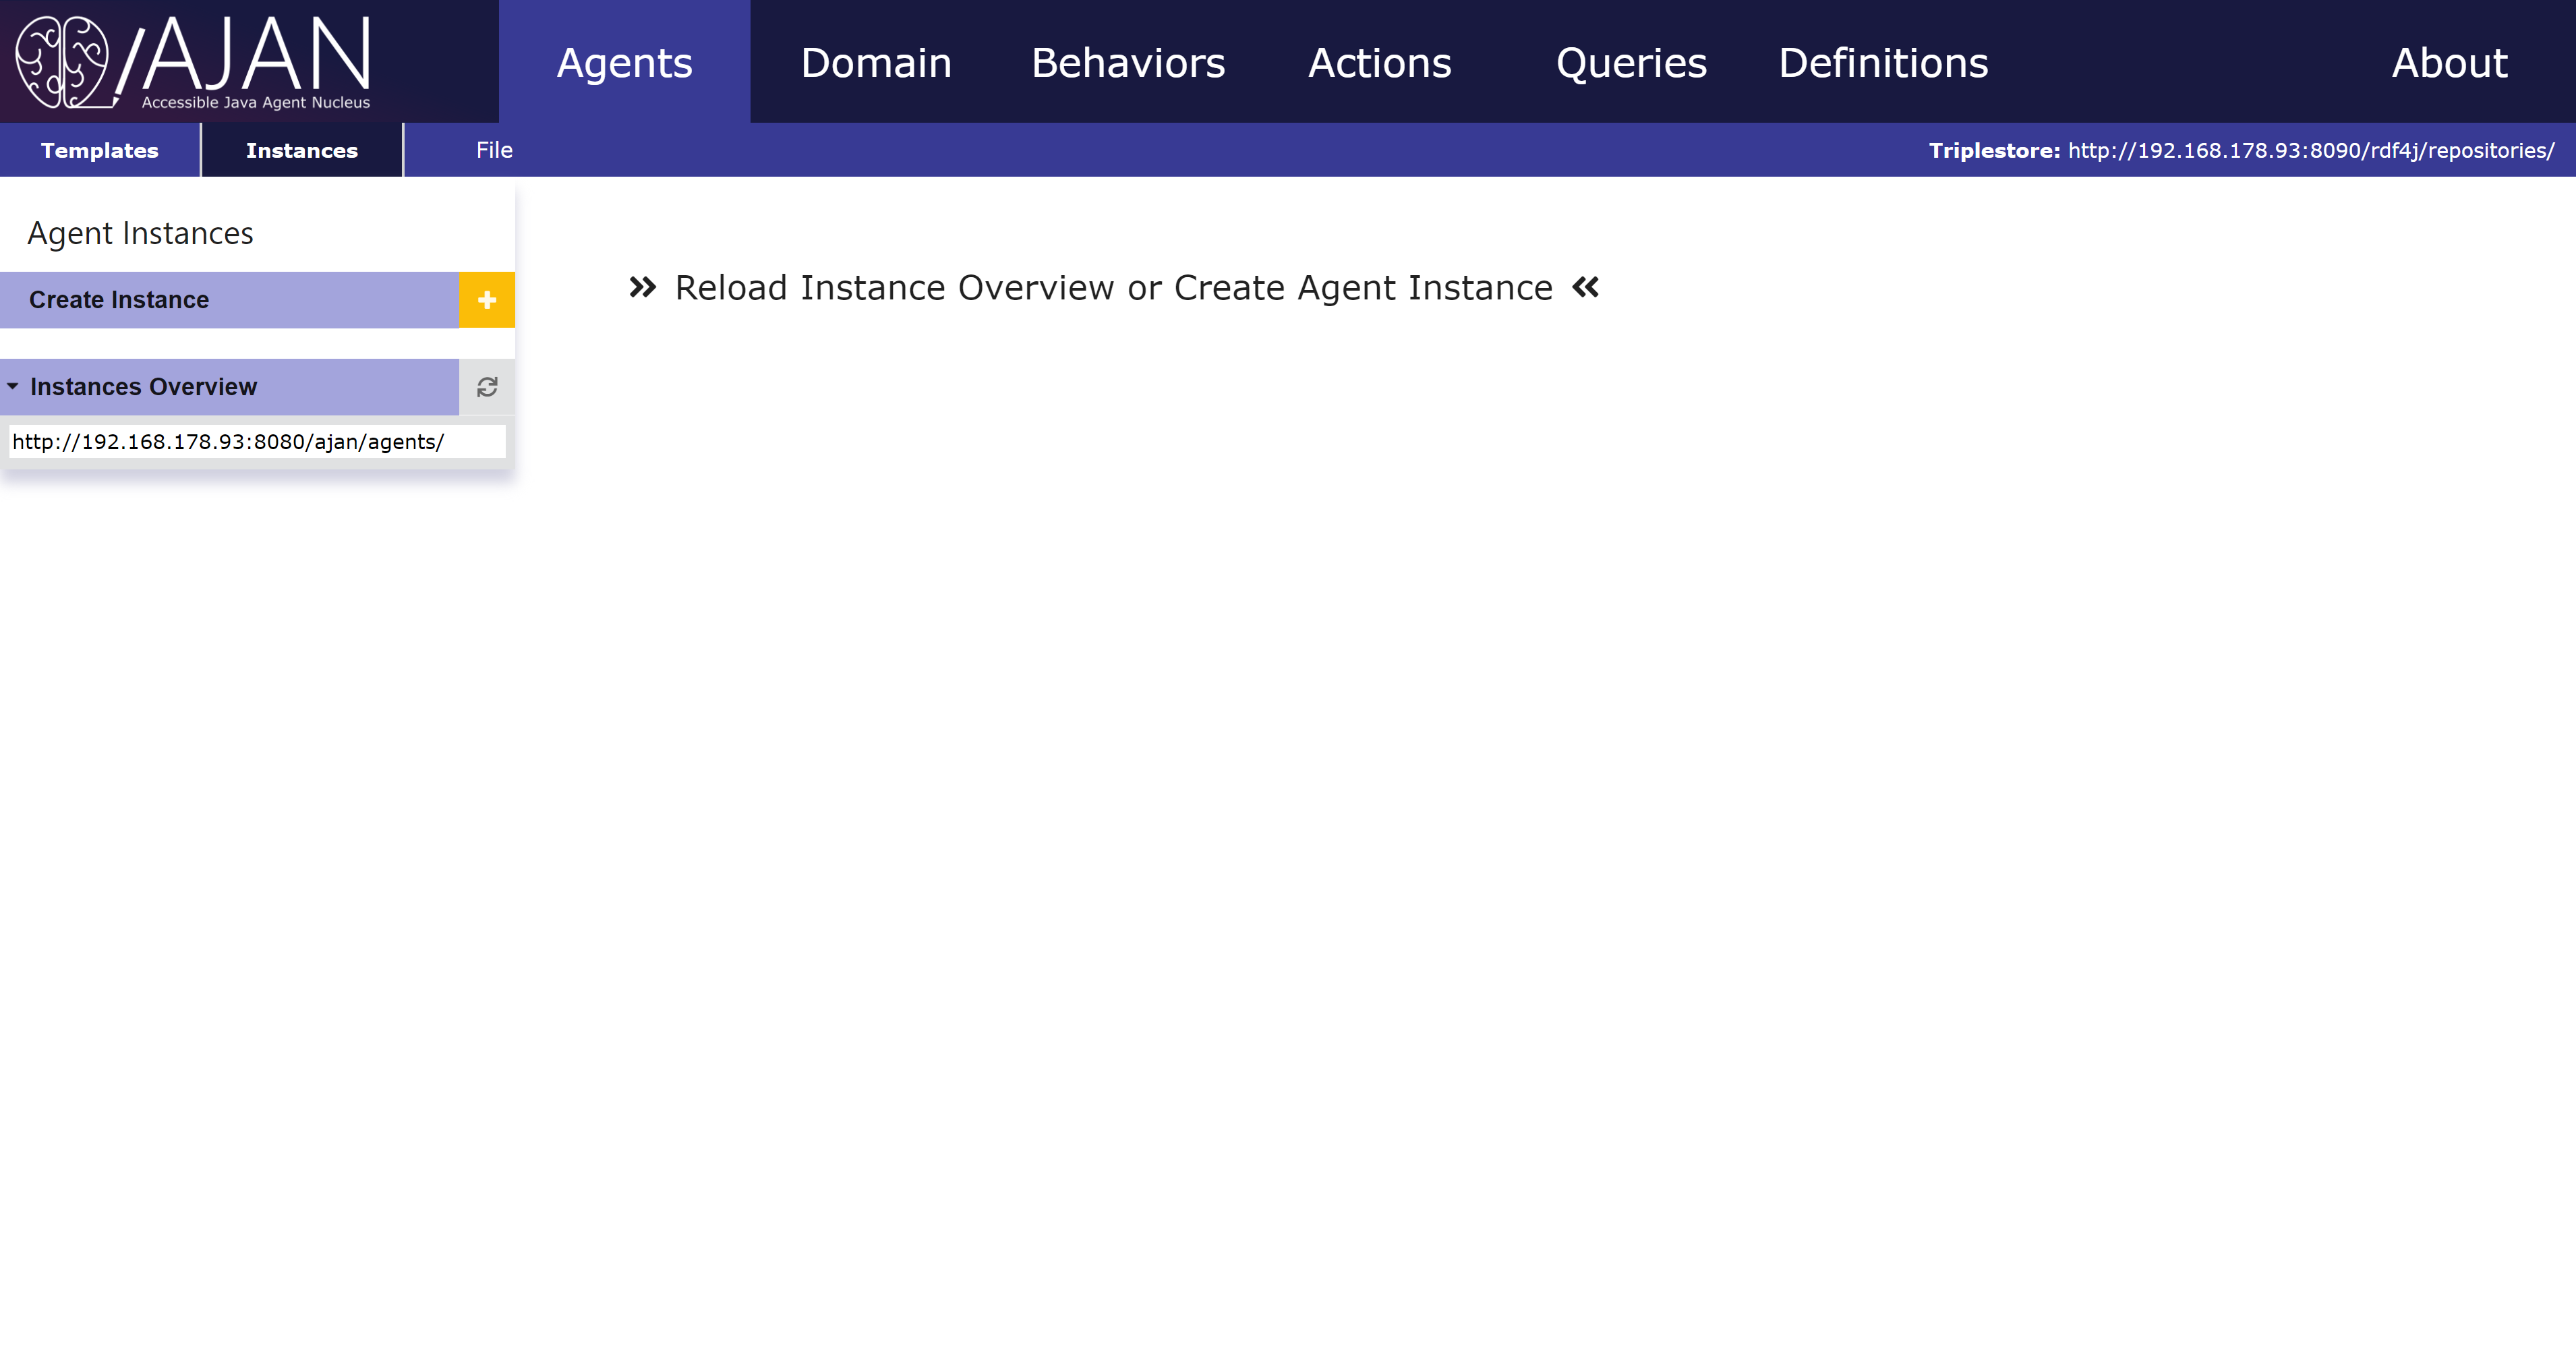 AJAN
Accessible Java Agent Nucleus
Agents
Domain
Behaviors
Actions
Queries
Definitions
About
Templates
Instances
File
Triplestore: http://192.168.178.93:8090/rdf4j/repositories/
Agent Instances
Create Instance
Instances Overview
http://192.168.178.93:8080/ajan/agents/
Reload Instance Overview or Create Agent Instance